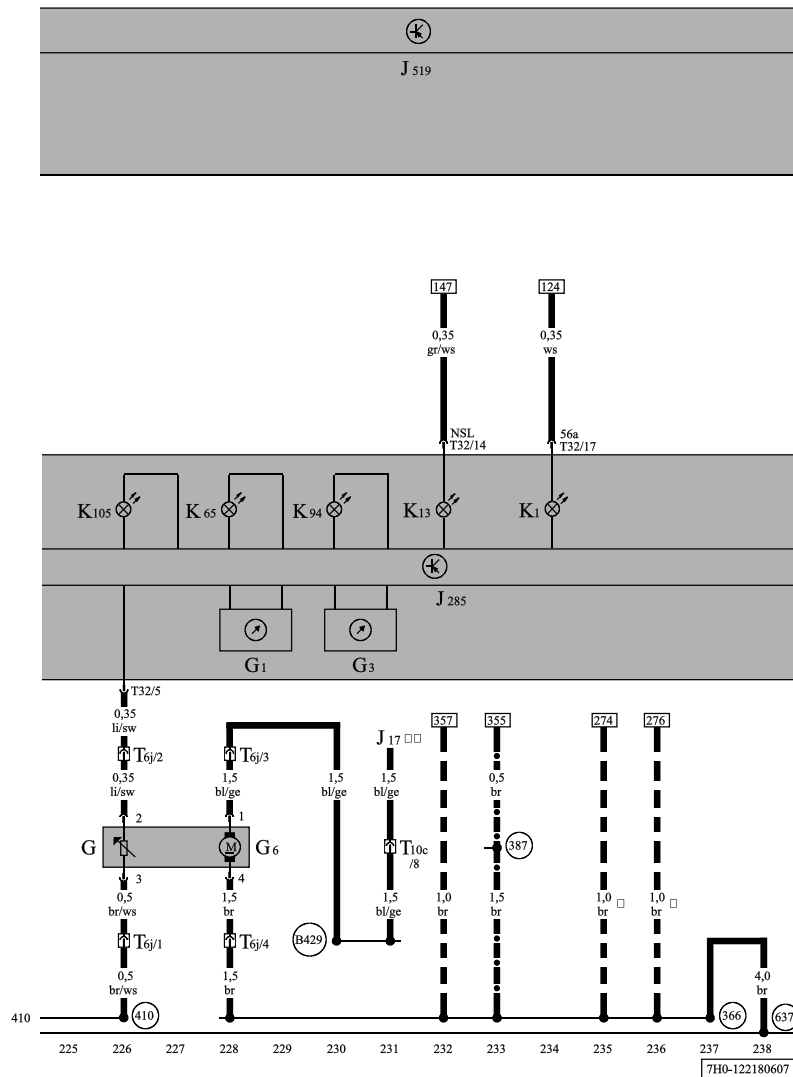 J 519
147 124
0,35 0,35
gr/ws ws
NSL 56a
T32/14 T32/17
K105 K65 K94 K13 K1
J 285
G1 G3
T32/5
0,35 357 355 274 276
li/sw J17 □□
T6j/2 T6j/3
0,35 1,5 1,5 1,5 0,5
li/sw bl/ge bl/ge bl/ge br
2 1
G M G6 T10c 387
/8
3 4
0,5 1,5 1,5 1,0 1,5 1,0 □ 1,0 □
br/ws br bl/ge br br br br
T6j/1 T6j/4 B429
0,5 1,5 4,0
br/ws br br
410 410 366 637
225 226 227 228 229 230 231 232 233 234 235 236 237 238
7H0-122180607